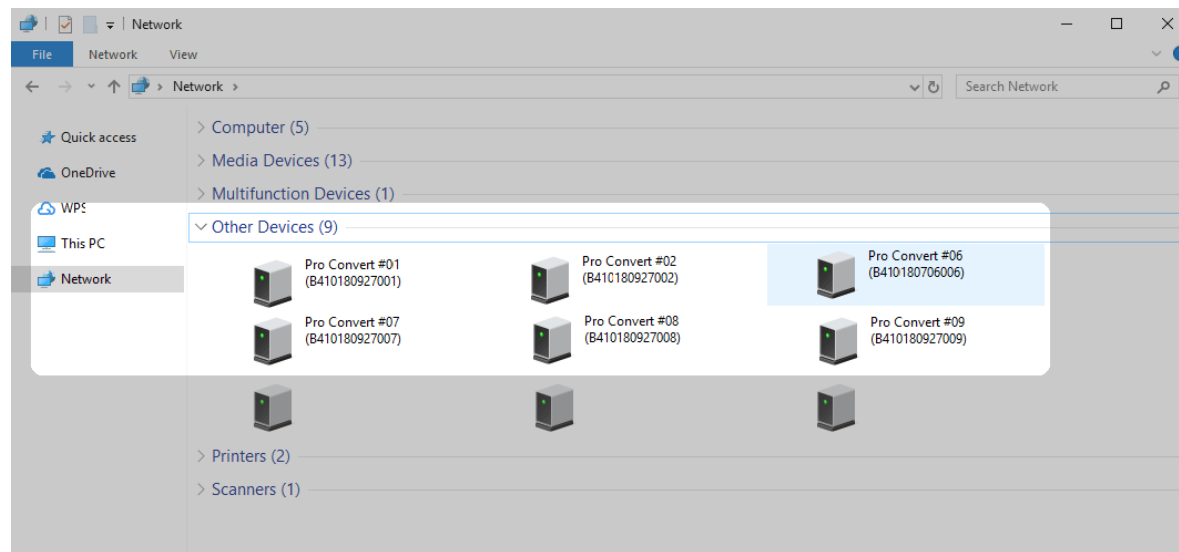 Network
File Network View
Network
Search Network
Quick access
OneDrive
WPS
This PC
Network
Computer (5)
Media Devices (13)
Multifunction Devices (1)
Other Devices (9)
Pro Convert #01
(B410180927001)
Pro Convert #02
(B410180927002)
Pro Convert #06
(B410180706006)
Pro Convert #07
(B410180927007)
Pro Convert #08
(B410180927008)
Pro Convert #09
(B410180927009)
Printers (2)
Scanners (1)